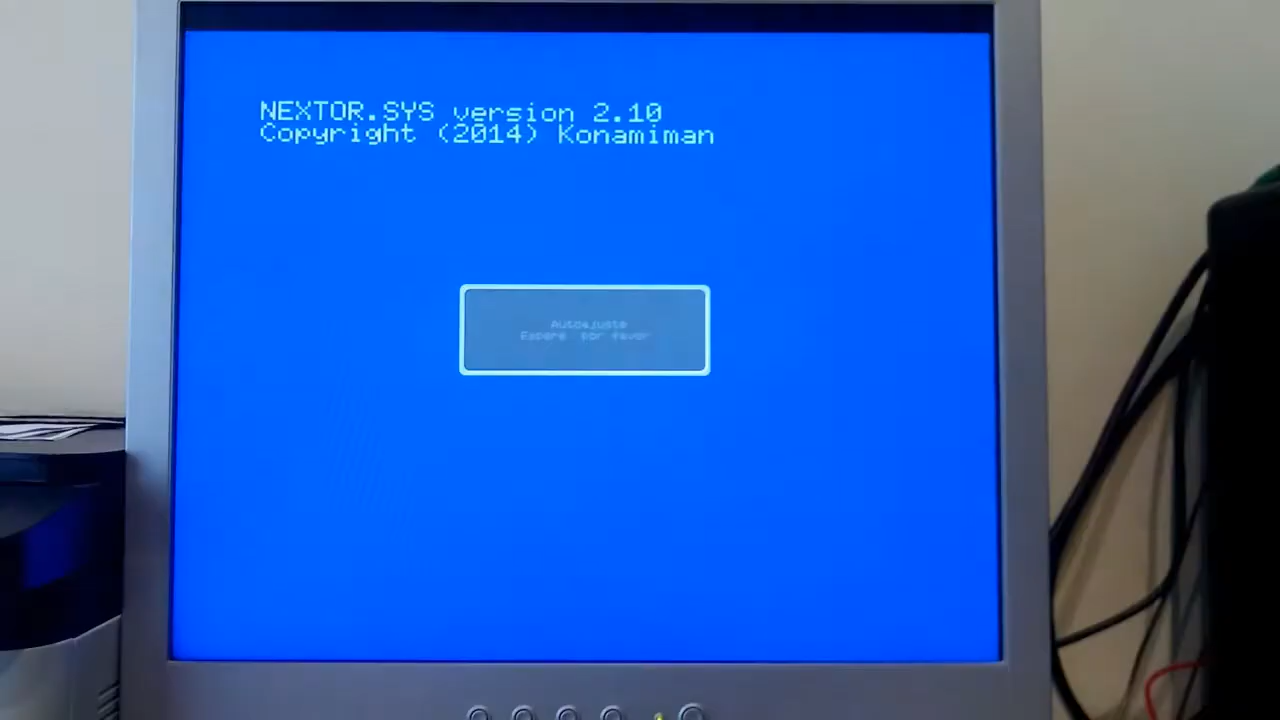 NEXTOR.SYS version 2.10
Copyright (2014) Konamiman
Autoajuste
Espere por favor